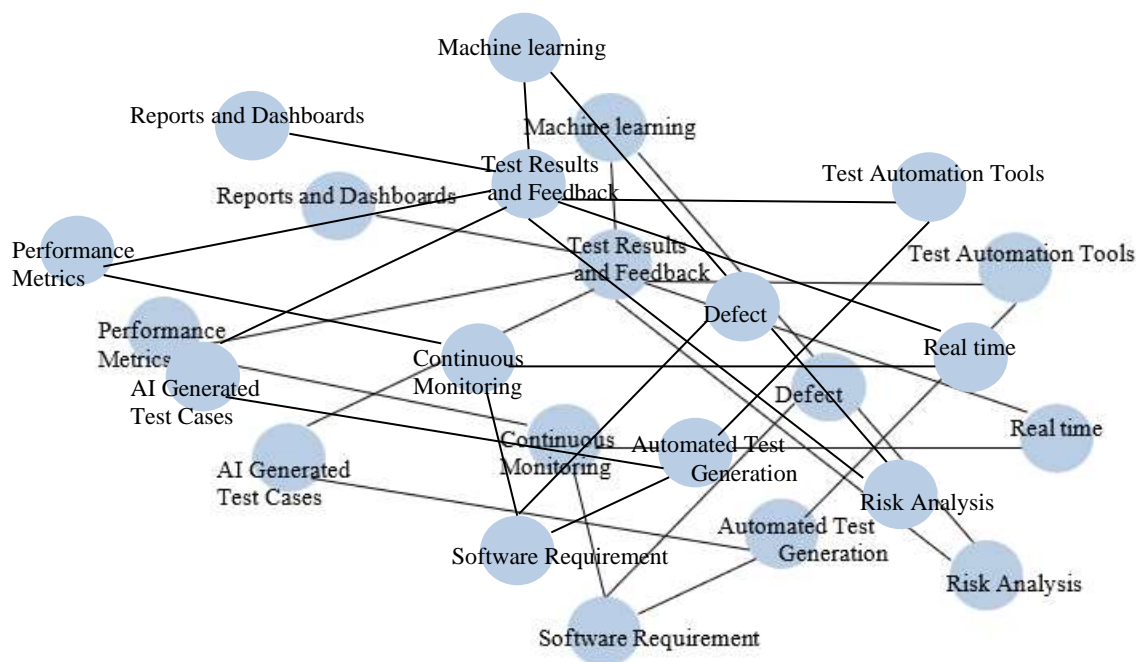 Machine learning
Reports and Dashboards
Machine learning
Test Results
and Feedback
Test Automation Tools
Reports and Dashboards
Performance
Metrics
Test Results
and Feedback
Test Automation Tools
Defect
Performance
Metrics
Continuous
Monitoring
Real time
AI Generated
Test Cases
Defect
Real time
Continuous
Monitoring
Automated Test
Generation
AI Generated
Test Cases
Risk Analysis
Automated Test
Generation
Software Requirement
Risk Analysis
Software Requirement